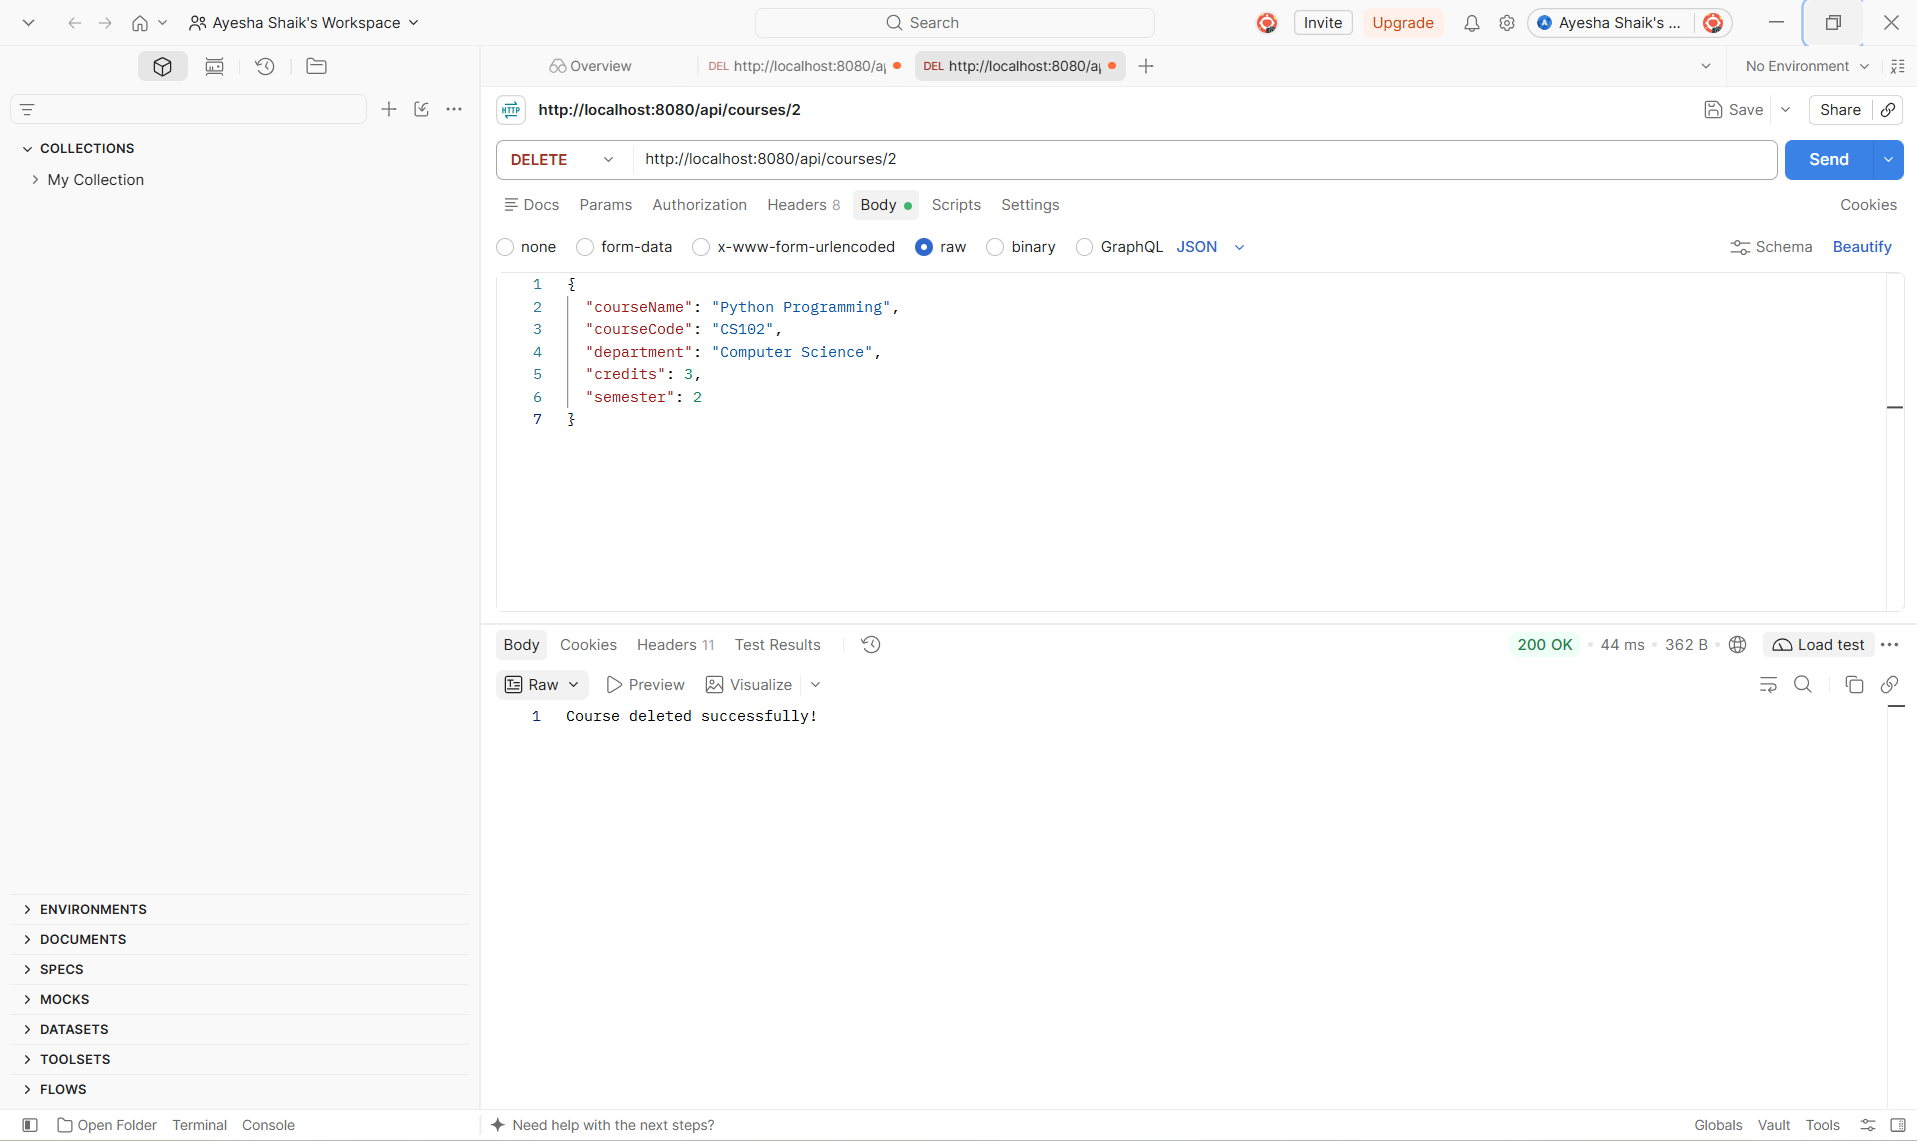 Ayesha Shaik's Workspace
Search
Invite
Upgrade
Ayesha Shaik's ...
Overview
DEL http://localhost:8080/a
DEL http://localhost:8080/a
No Environment
HTTP http://localhost:8080/api/courses/2
Save
Share
COLLECTIONS
My Collection
DELETE http://localhost:8080/api/courses/2
Send
Docs Params Authorization Headers 8 Body Scripts Settings
Cookies
none form-data x-www-form-urlencoded raw binary GraphQL JSON
Schema Beautify
1 {
2 "courseName": "Python Programming",
3 "courseCode": "CS102",
4 "department": "Computer Science",
5 "credits": 3,
6 "semester": 2
7 }
Body Cookies Headers 11 Test Results
200 OK • 44 ms • 362 B •
Load test
Raw Preview Visualize
1 Course deleted successfully!
ENVIRONMENTS
DOCUMENTS
SPECS
MOCKS
DATASETS
TOOLSETS
FLOWS
Open Folder Terminal Console
Need help with the next steps?
Globals Vault Tools